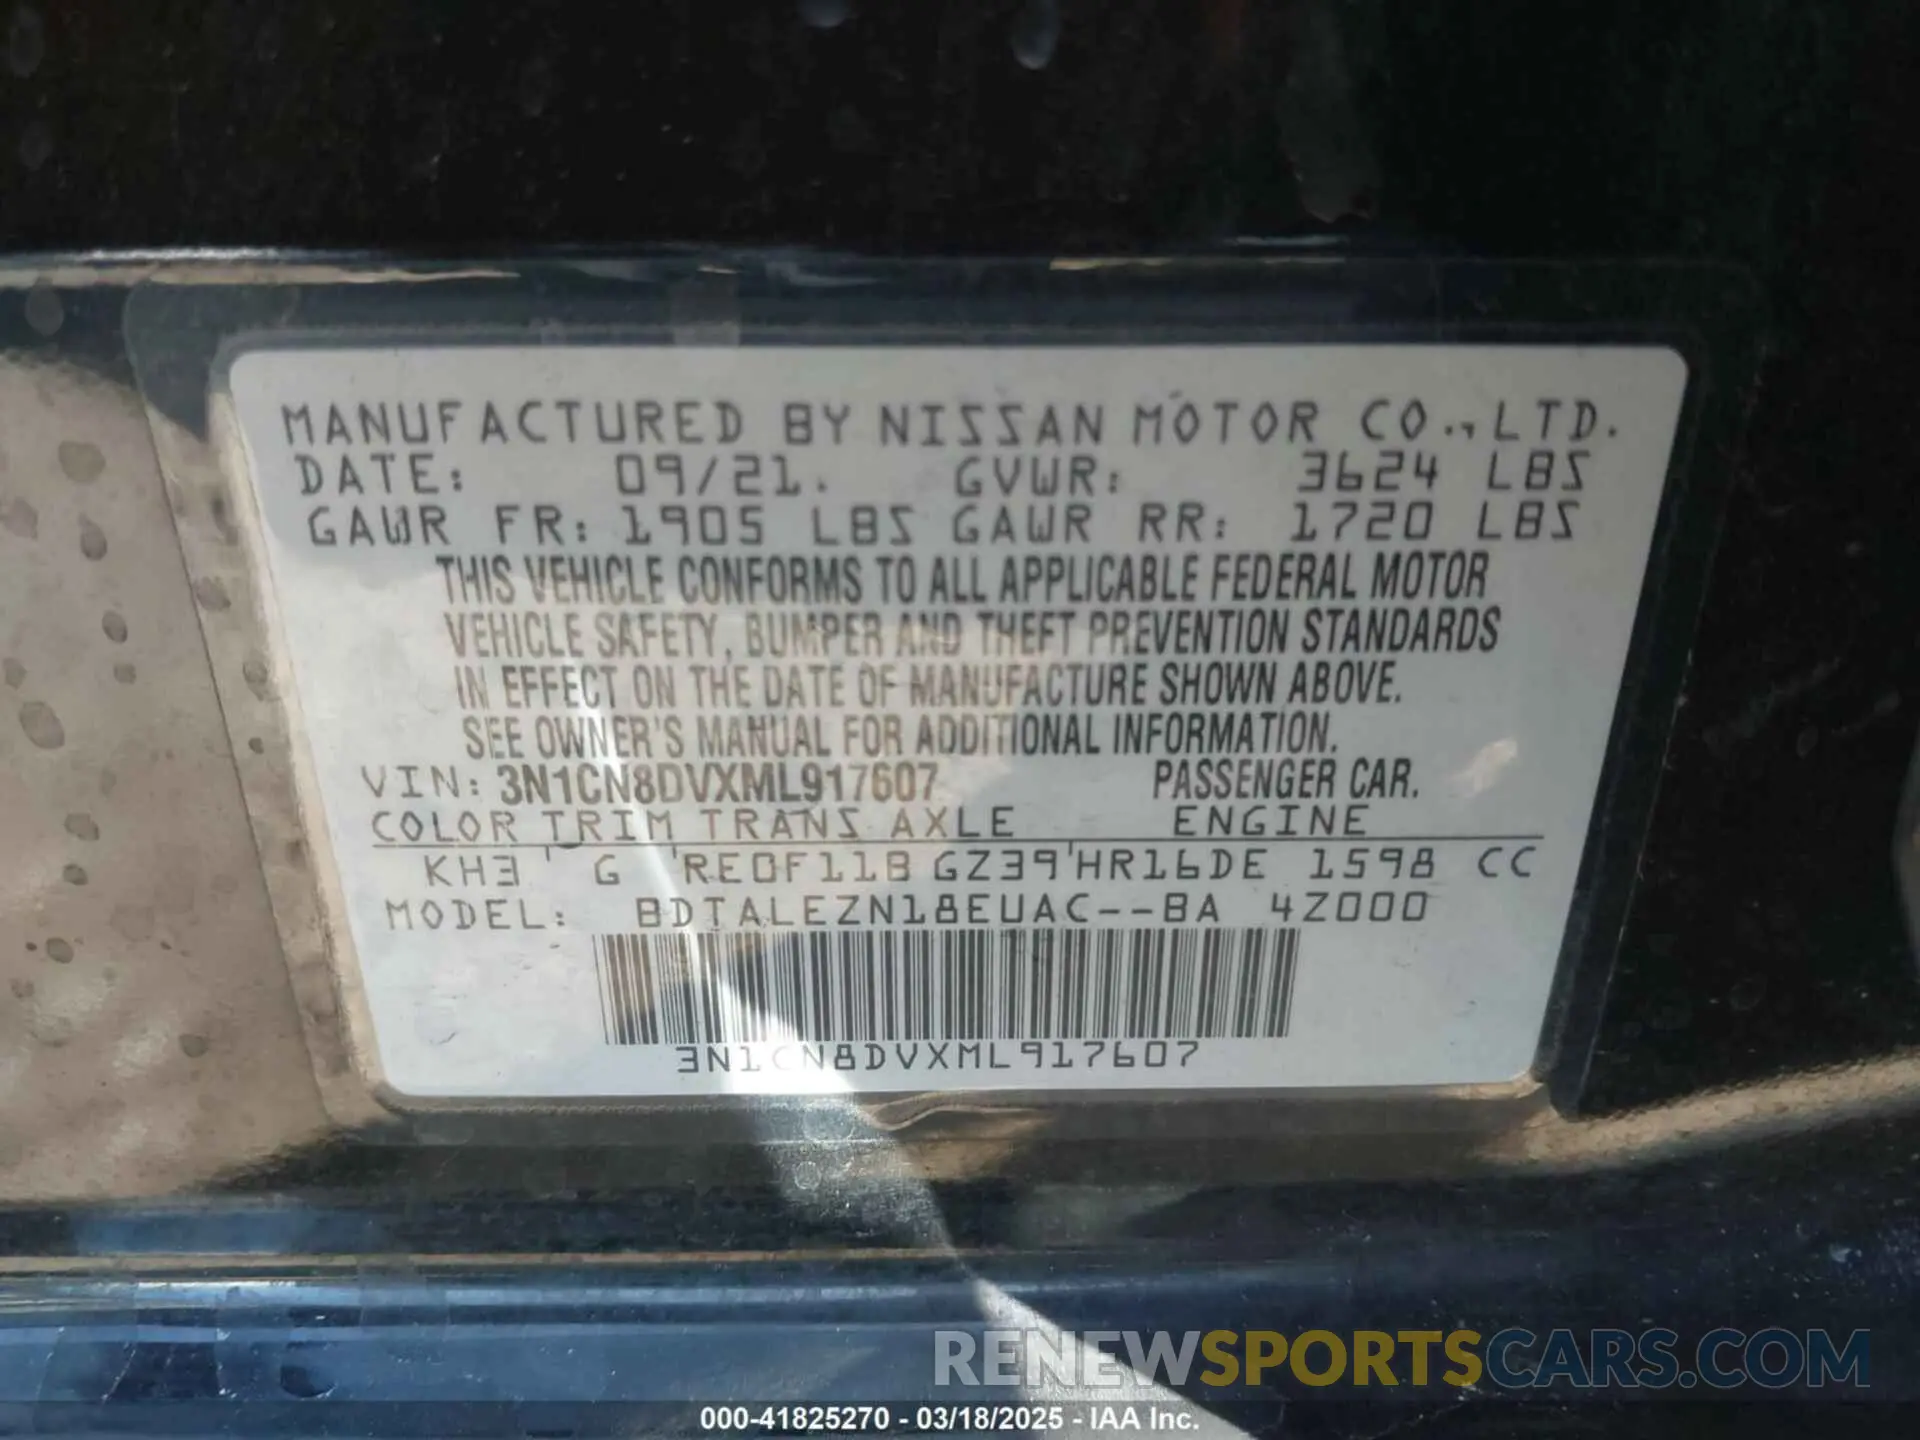 MANUFACTURED BY NISSAN MOTOR CO., LTD.
DATE: 09/21. GVWR: 3624 LBS
GAWR FR: 1905 LBS GAWR RR: 1720 LBS
THIS VEHICLE CONFORMS TO ALL APPLICABLE FEDERAL MOTOR
VEHICLE SAFETY, BUMPER AND THEFT PREVENTION STANDARDS
IN EFFECT ON THE DATE OF MANUFACTURE SHOWN ABOVE.
SEE OWNER'S MANUAL FOR ADDITIONAL INFORMATION.
VIN: 3N1CN8DVXML917607 PASSENGER CAR.
COLOR TRIM TRANS AXLE ENGINE
KH3 ' G 'RE0F11B GZ39'HR16DE 1598 CC
MODEL: BDTALEZN18EUAC--BA 4Z000
3N1CN8DVXML917607
RENEWSPORTSCARS.COM
000-41825270 - 03/18/2025 - IAA Inc.